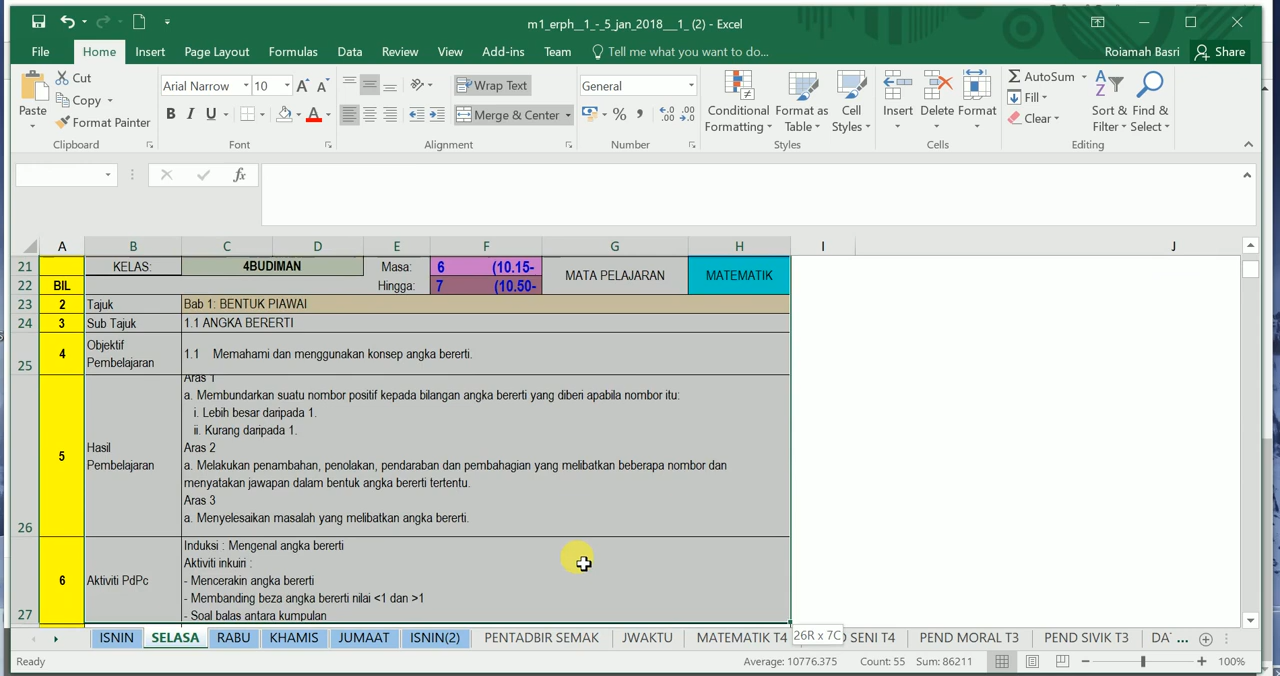 m1_erph__1_-_5_jan_2018___1_ (2) - Excel
File Home Insert Page Layout Formulas Data Review View Add-ins Team Tell me what you want to do... Roiamah Basri Share
Paste
Cut
Copy
Format Painter
Clipboard
Arial Narrow 10
B I U
Font
Wrap Text
Merge & Center
Alignment
General
Number
Conditional Formatting
Format as Table
Cell Styles
Styles
Insert Delete Format
Cells
AutoSum
Fill
Clear
Sort & Filter
Find & Select
Editing
fx
A B C D E F G H I J
21 KELAS: 4BUDIMAN Masa: 6 (10.15- MATA PELAJARAN MATEMATIK
22 BIL Hingga: 7 (10.50-
23 2 Tajuk Bab 1: BENTUK PIAWAI
24 3 Sub Tajuk 1.1 ANGKA BERERTI
25 4 Objektif Pembelajaran 1.1 Memahami dan menggunakan konsep angka bererti.
26 5 Hasil Pembelajaran
Aras 1
a. Membundarkan suatu nombor positif kepada bilangan angka bererti yang diberi apabila nombor itu:
i. Lebih besar daripada 1.
ii. Kurang daripada 1.
Aras 2
a. Melakukan penambahan, penolakan, pendaraban dan pembahagian yang melibatkan beberapa nombor dan
menyatakan jawapan dalam bentuk angka bererti tertentu.
Aras 3
a. Menyelesaikan masalah yang melibatkan angka bererti.
27 6 Aktiviti PdPc
Induksi : Mengenal angka bererti
Aktiviti inkuiri :
- Mencerakin angka bererti
- Membanding beza angka bererti nilai <1 dan >1
- Soal balas antara kumpulan
ISNIN SELASA RABU KHAMIS JUMAAT ISNIN(2) PENTADBIR SEMAK JWAKTU MATEMATIK T4 26R x 7C SENI T4 PEND MORAL T3 PEND SIVIK T3 DA ...
Ready Average: 10776.375 Count: 55 Sum: 86211 100%